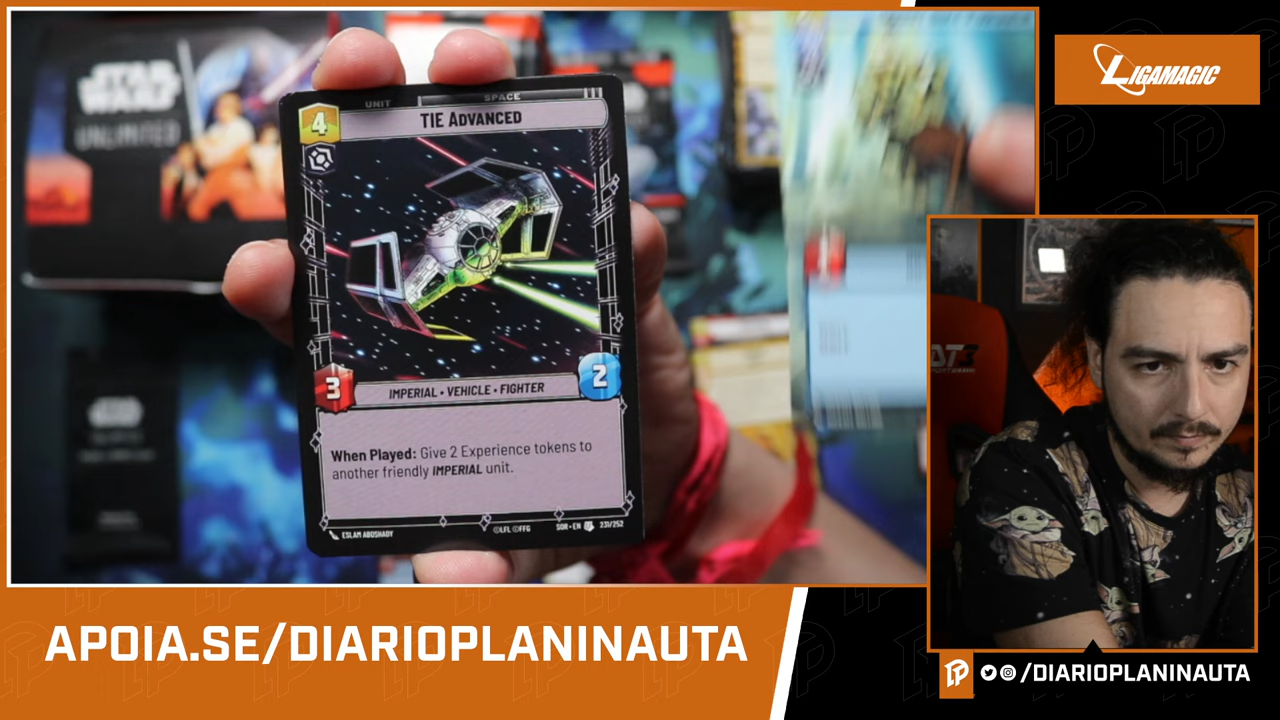 STAR
WARS
UNLIMITED
UNIT
SPACE
4
TIE ADVANCED
3
IMPERIAL • VEHICLE • FIGHTER
2
When Played: Give 2 Experience tokens to
another friendly IMPERIAL unit.
ESLAM ABOSHADY
©LFL ©FFG
SOR • EN
231/252
LIGAMAGIC
APOIA.SE/DIARIOPLANINAUTA
/DIARIOPLANINAUTA